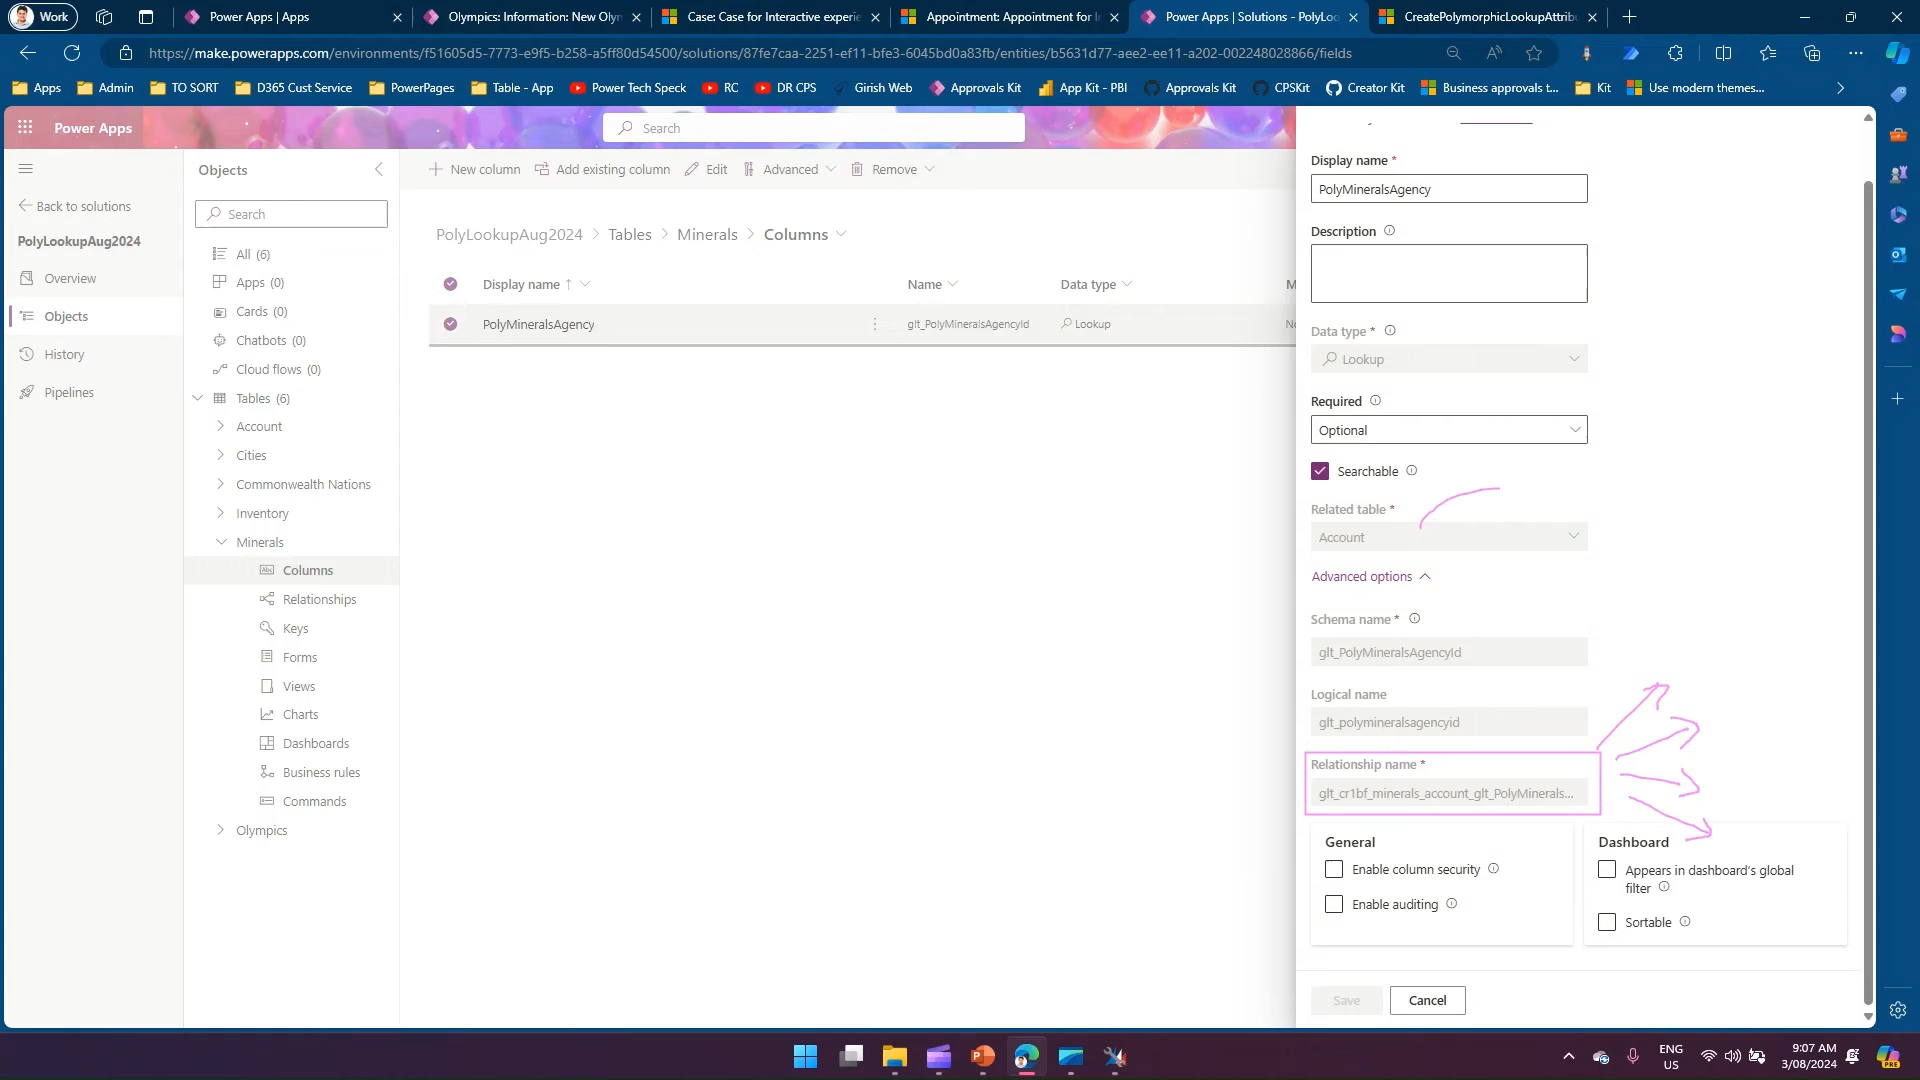 Work
Power Apps | Apps
Olympics: Information: New Olyn
Case: Case for Interactive experie
Appointment: Appointment for I
Power Apps | Solutions - PolyLoo
CreatePolymorphicLookupAttribu
https://make.powerapps.com/environments/f51605d5-7773-e9f5-b258-a5ff80d54500/solutions/87fe7caa-2251-ef11-bfe3-6045bd0a83fb/entities/b5631d77-aee2-ee11-a202-002248028866/fields
Apps
Admin
TO SORT
D365 Cust Service
PowerPages
Table - App
Power Tech Speck
RC
DR CPS
Girish Web
Approvals Kit
App Kit - PBI
Approvals Kit
CPSKit
Creator Kit
Business approvals t...
Kit
Use modern themes...
Power Apps
Search
Back to solutions
PolyLookupAug2024
Overview
Objects
History
Pipelines
Objects
Search
All (6)
Apps (0)
Cards (0)
Chatbots (0)
Cloud flows (0)
Tables (6)
Account
Cities
Commonwealth Nations
Inventory
Minerals
Columns
Relationships
Keys
Forms
Views
Charts
Dashboards
Business rules
Commands
Olympics
New column
Add existing column
Edit
Advanced
Remove
PolyLookupAug2024 > Tables > Minerals > Columns
Display name ↑
Name
Data type
M
PolyMineralsAgency
glt_PolyMineralsAgencyId
Lookup
Display name *
PolyMineralsAgency
Description
Data type *
Lookup
Required
Optional
Searchable
Related table *
Account
Advanced options
Schema name *
glt_PolyMineralsAgencyId
Logical name
glt_polymineralsagencyid
Relationship name *
glt_cr1bf_minerals_account_glt_PolyMinerals...
General
Enable column security
Enable auditing
Dashboard
Appears in dashboard's global
filter
Sortable
Save
Cancel
ENG
US
9:07 AM
3/08/2024